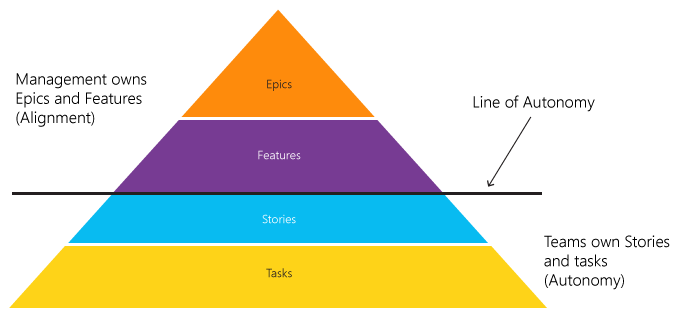 Epics
Management owns
Epics and Features
(Alignment)
Line of Autonomy
Features
Stories
Teams own Stories
and tasks
(Autonomy)
Tasks